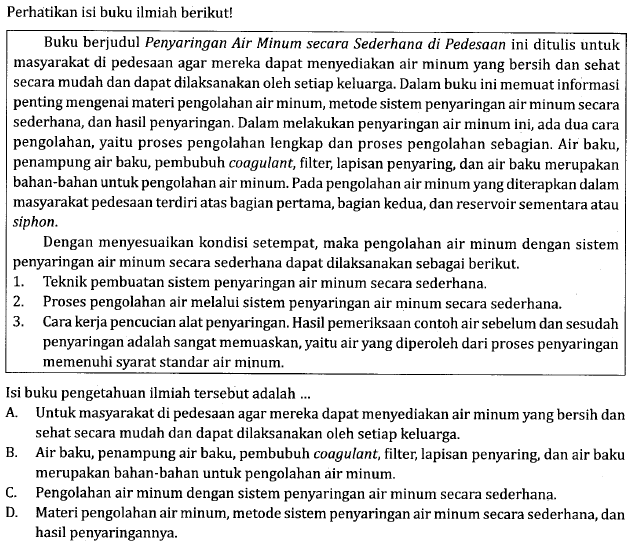 Perhatikan isi buku ilmiah berikut!
Buku berjudul Penyaringan Air Minum secara Sederhana di Pedesaan ini ditulis untuk
masyarakat di pedesaan agar mereka dapat menyediakan air minum yang bersih dan sehat
secara mudah dan dapat dilaksanakan oleh setiap keluarga. Dalam buku ini memuat informasi
penting mengenai materi pengolahan air minum, metode sistem penyaringan air minum secara
sederhana, dan hasil penyaringan. Dalam melakukan penyaringan air minum ini, ada dua cara
pengolahan, yaitu proses pengolahan lengkap dan proses pengolahan sebagian. Air baku,
penampung air baku, pembubuh coagulant, filter, lapisan penyaring, dan air baku merupakan
bahan-bahan untuk pengolahan air minum. Pada pengolahan air minum yang diterapkan dalam
masyarakat pedesaan terdiri atas bagian pertama, bagian kedua, dan reservoir sementara atau
siphon.
Dengan menyesuaikan kondisi setempat, maka pengolahan air minum dengan sistem
penyaringan air minum secara sederhana dapat dilaksanakan sebagai berikut.
1. Teknik pembuatan sistem penyaringan air minum secara sederhana.
2. Proses pengolahan air melalui sistem penyaringan air minum secara sederhana.
3. Cara kerja pencucian alat penyaringan. Hasil pemeriksaan contoh air sebelum dan sesudah
penyaringan adalah sangat memuaskan, yaitu air yang diperoleh dari proses penyaringan
memenuhi syarat standar air minum.
Isi buku pengetahuan ilmiah tersebut adalah ...
A. Untuk masyarakat di pedesaan agar mereka dapat menyediakan air minum yang bersih dan
sehat secara mudah dan dapat dilaksanakan oleh setiap keluarga.
B. Air baku, penampung air baku, pembubuh coagulant, filter, lapisan penyaring, dan air baku
merupakan bahan-bahan untuk pengolahan air minum.
C. Pengolahan air minum dengan sistem penyaringan air minum secara sederhana.
D. Materi pengolahan air minum, metode sistem penyaringan air minum secara sederhana, dan
hasil penyaringannya.